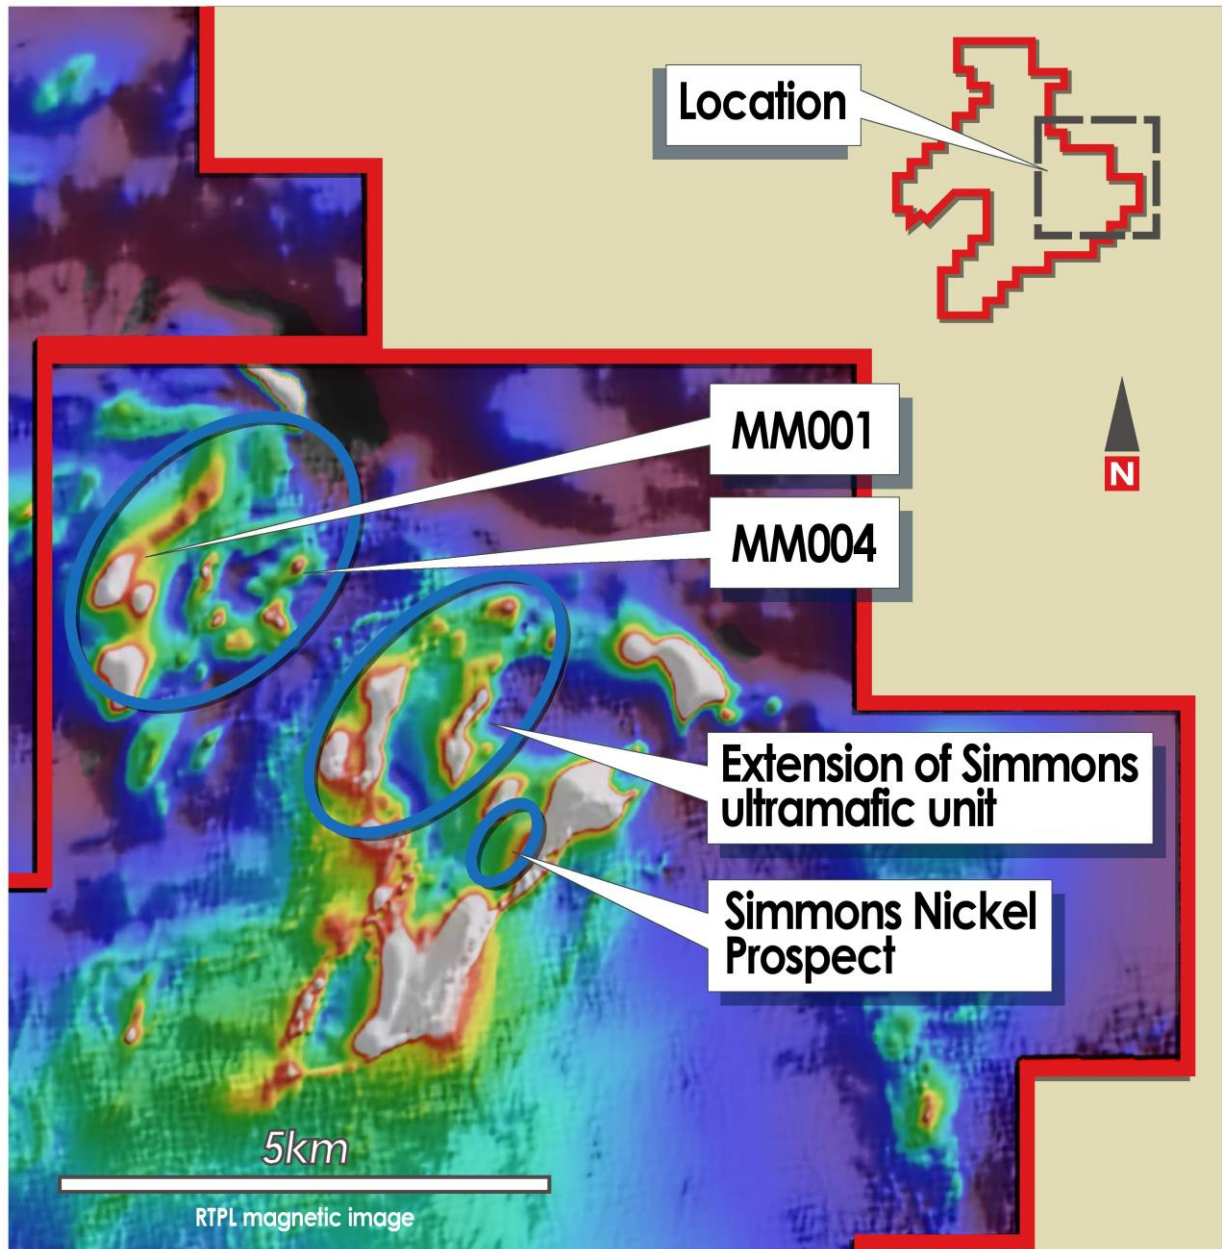 Location
MM001
N
MM004
Extension of Simmons
ultramafic unit
Simmons Nickel
Prospect
5km
RTPL magnetic image